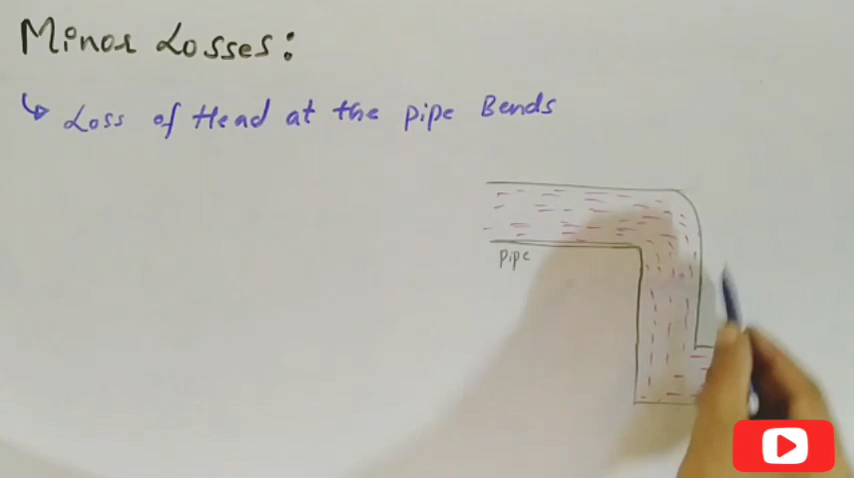 Minor Losses:
↳ Loss of Head at the pipe Bends
pipe